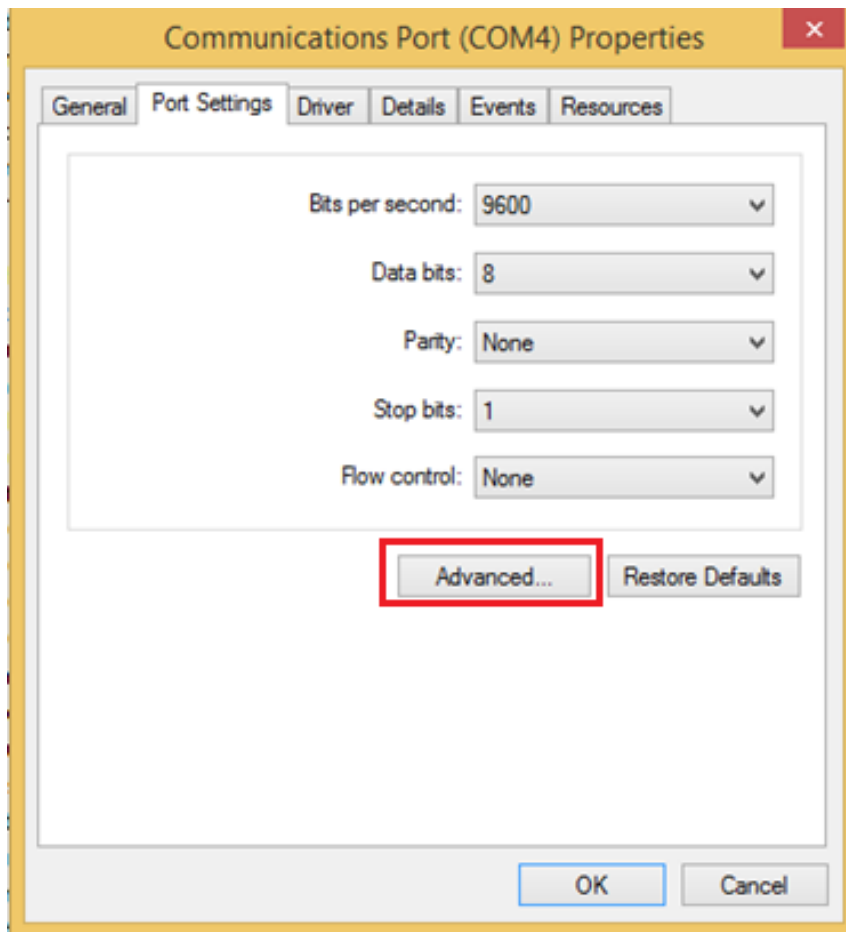 Communications Port (COM4) Properties
General Port Settings Driver Details Events Resources
Bits per second: 9600
Data bits: 8
Parity: None
Stop bits: 1
Flow control: None
Advanced... Restore Defaults
OK Cancel